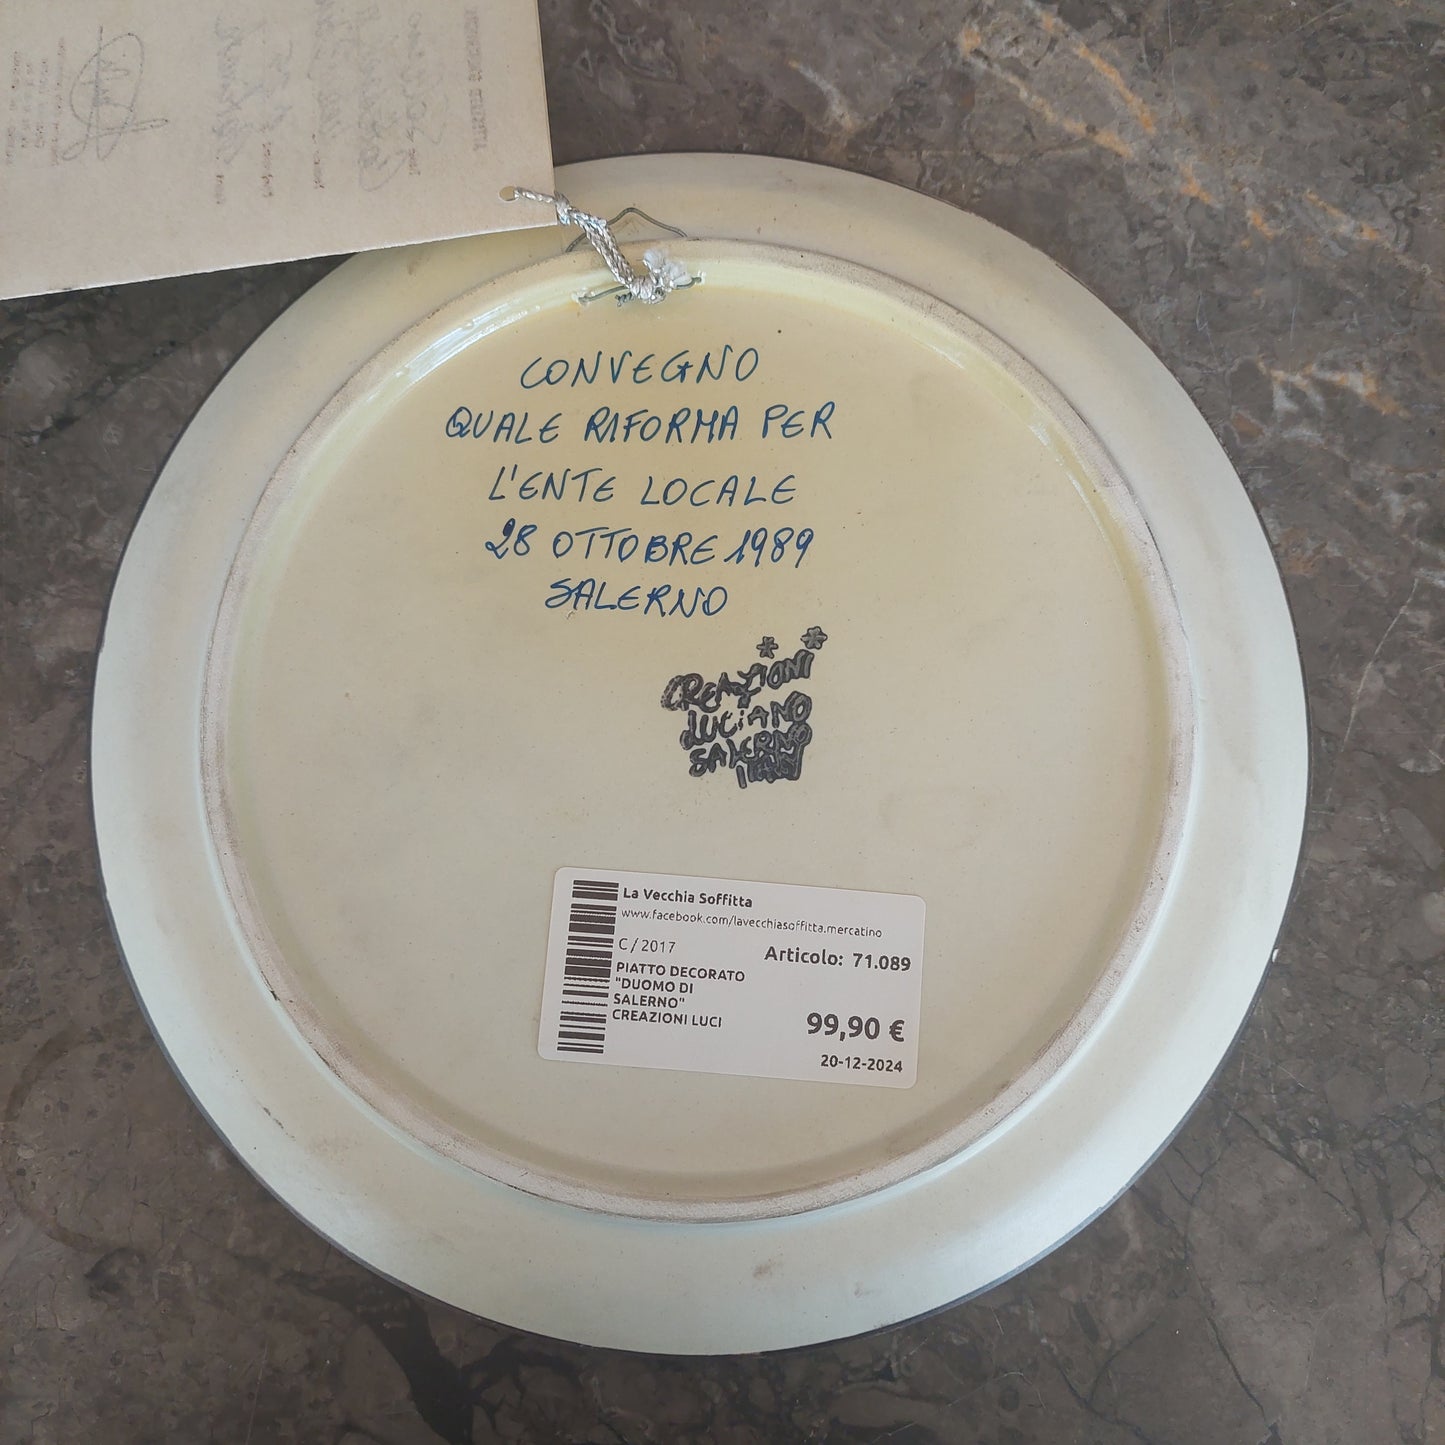 CONVEGNO
QUALE RIFORMA PER
L'ENTE LOCALE
28 OTTOBRE 1989
SALERNO
CREAZIONI
LUCIANO
SALERNO
ITALY
La Vecchia Soffitta
www.facebook.com/lavecchiasoffitta.mercatino
C / 2017
Articolo: 71.089
PIATTO DECORATO
"DUOMO DI
SALERNO"
CREAZIONI LUCI
99,90 €
20-12-2024